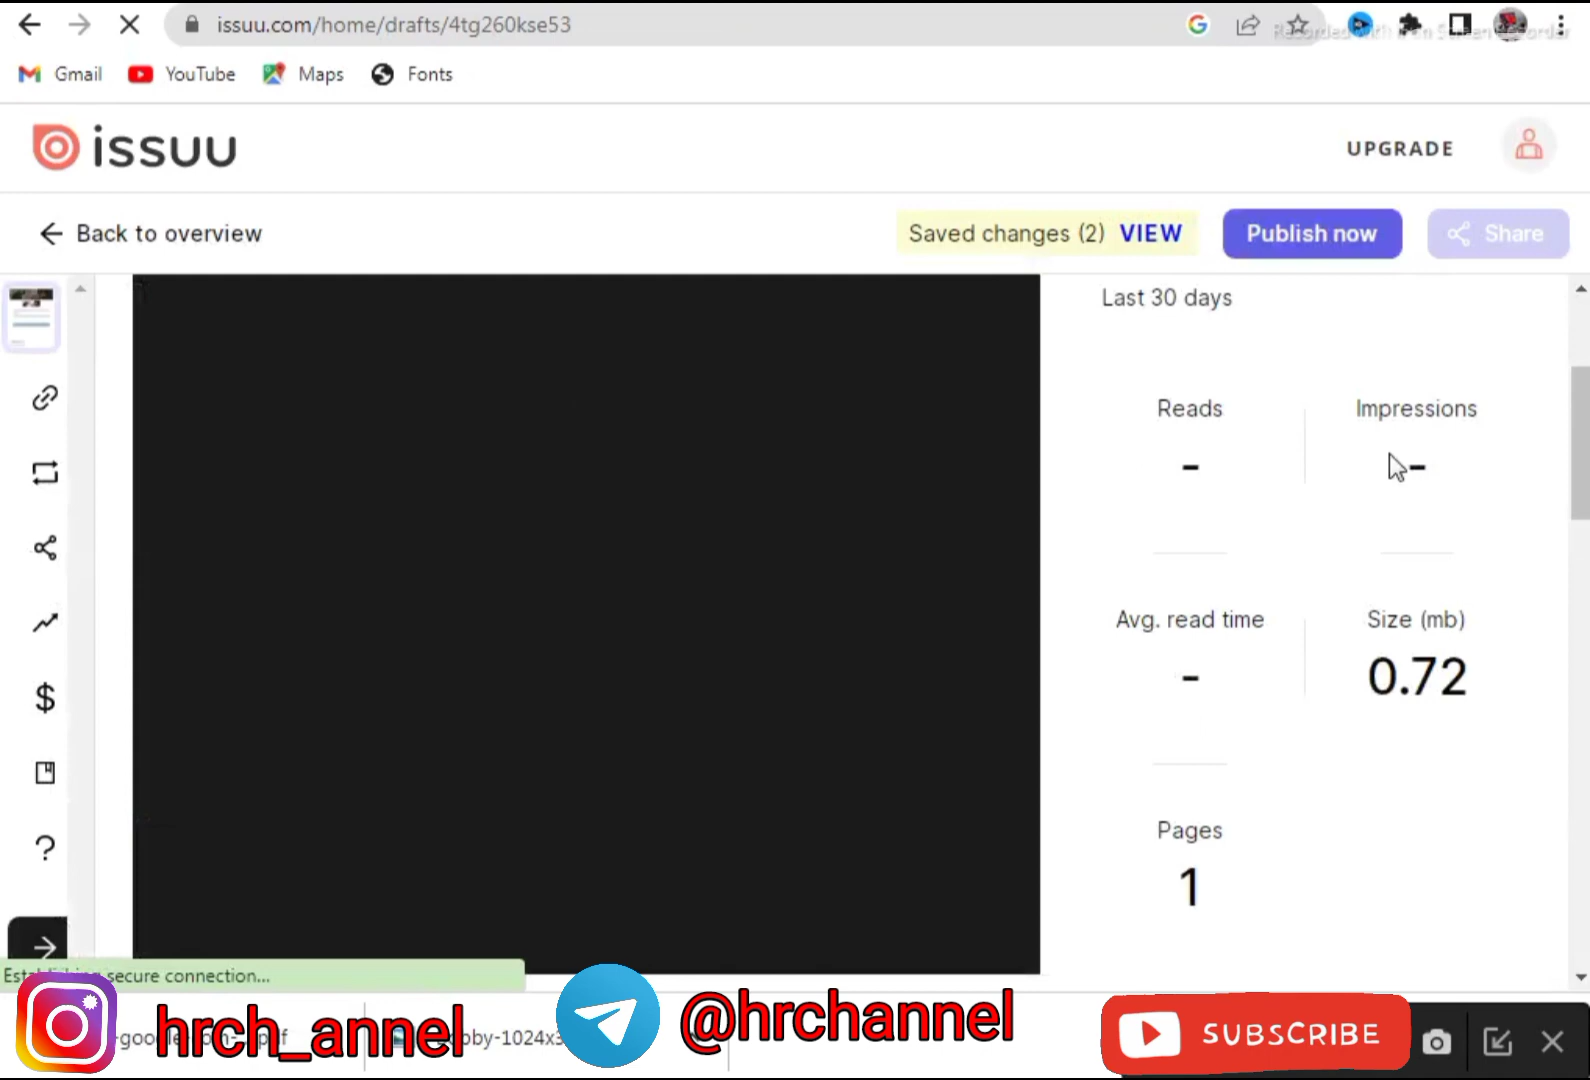 issuu.com/home/drafts/4tg260kse53
Gmail
YouTube
Maps
Fonts
issuu
UPGRADE
Back to overview
Saved changes (2) VIEW
Publish now
Share
Last 30 days
Reads
-
Impressions
-
Avg. read time
-
Size (mb)
0.72
Pages
1
secure connection...
hrch_annel
@hrchannel
SUBSCRIBE